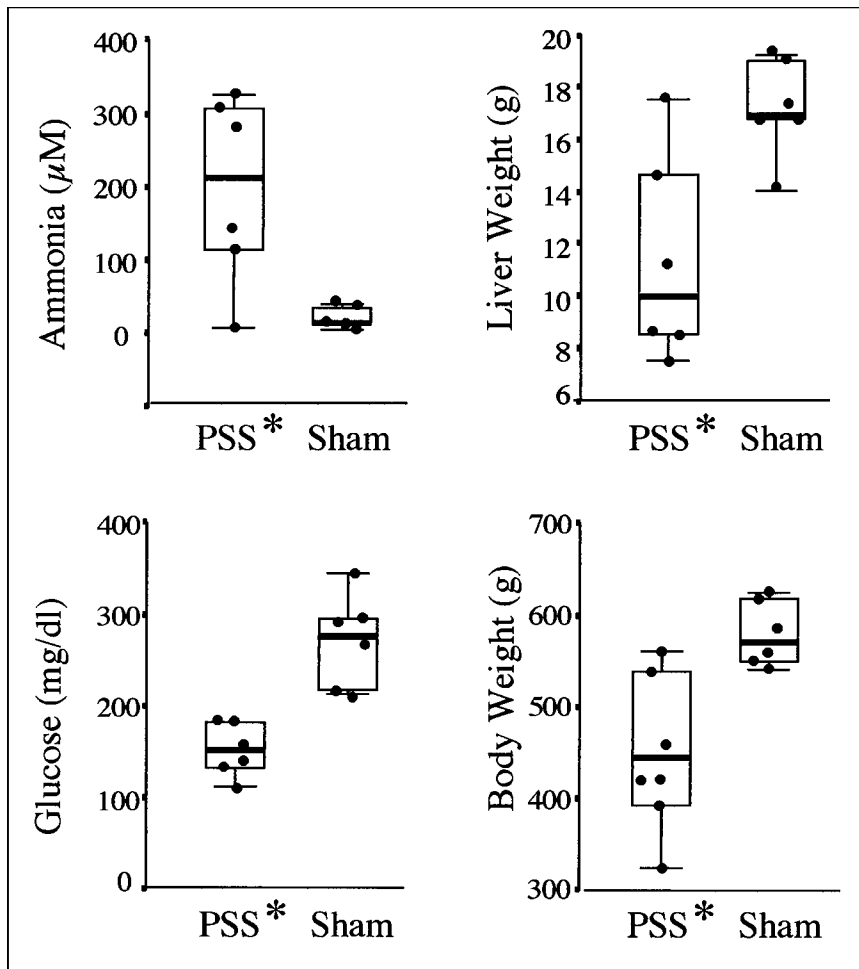 Ammonia (µM)
400
300
200
100
0
PSS* Sham
Liver Weight (g)
20
18
16
14
12
10
8
6
PSS* Sham
Glucose (mg/dl)
400
300
200
100
0
PSS* Sham
Body Weight (g)
700
600
500
400
300
PSS* Sham